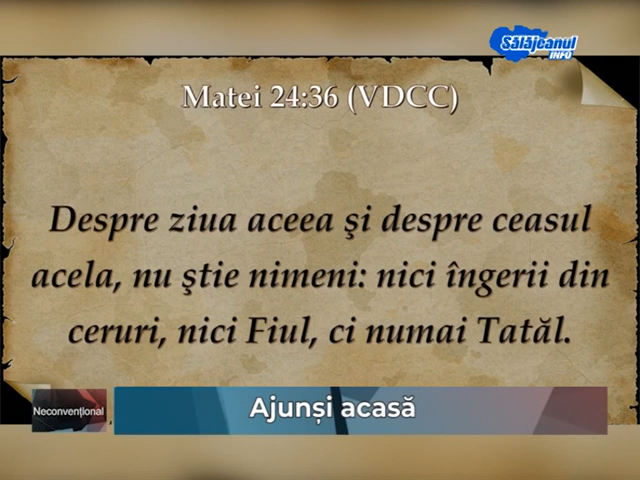 Sălăjeanul
INFO
Matei 24:36 (VDCC)
Despre ziua aceea şi despre ceasul
acela, nu ştie nimeni: nici îngerii din
ceruri, nici Fiul, ci numai Tatăl.
Neconvențional
Ajunși acasă